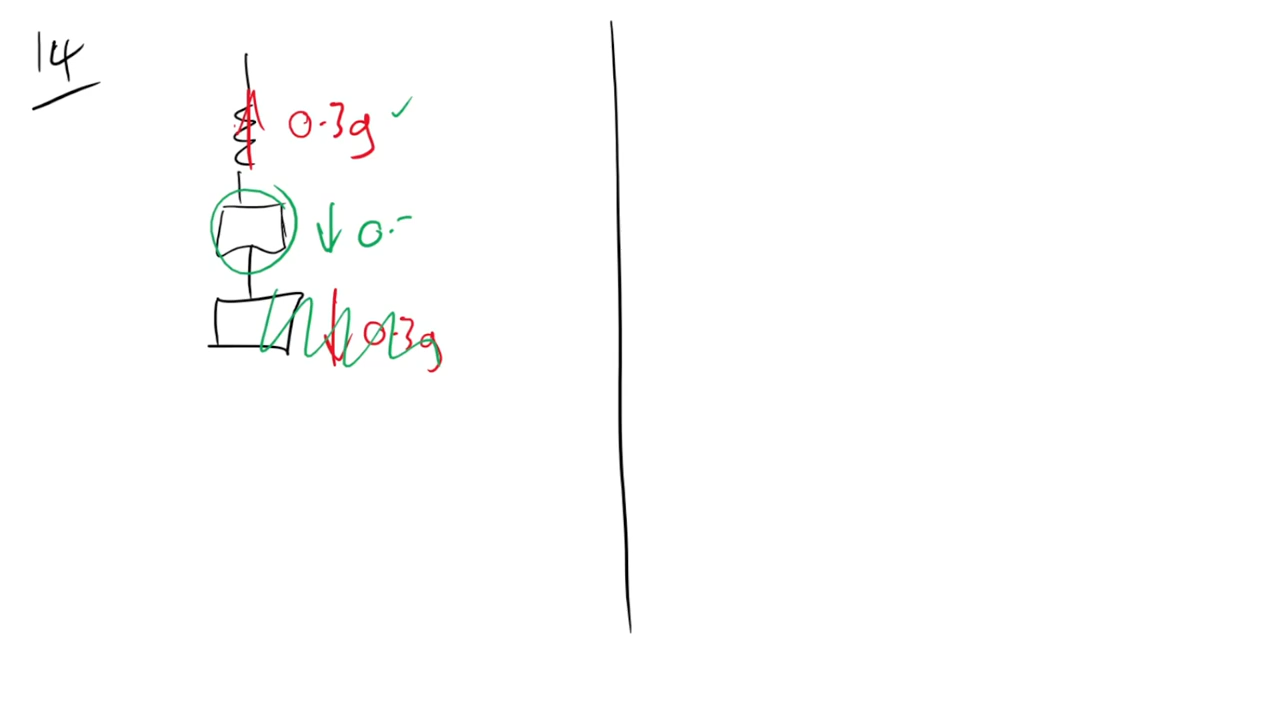 14
0.3g ✓
↓ 0.
↓ 0.3g